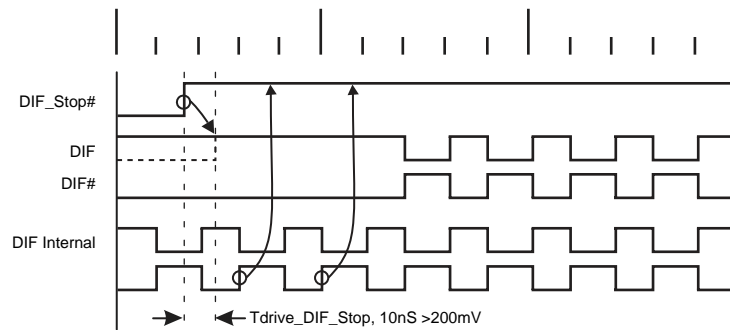 DIF_Stop#
DIF
DIF#
DIF Internal
Tdrive_DIF_Stop, 10nS >200mV